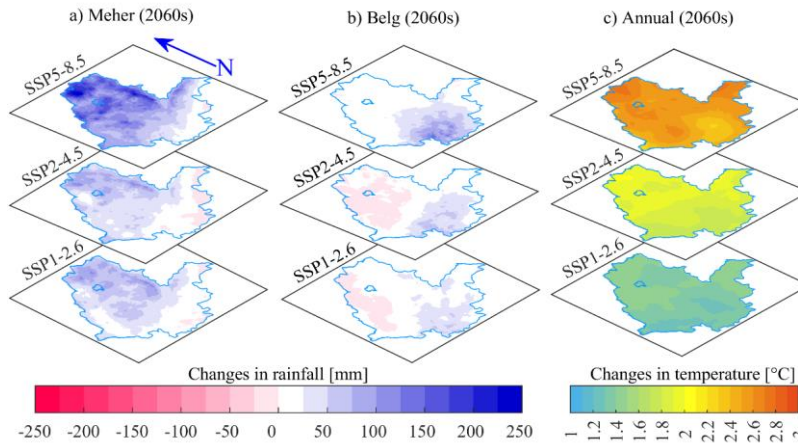 a) Meher (2060s)
b) Belg (2060s)
c) Annual (2060s)
N
SSP5-8.5
SSP5-8.5
SSP5-8.5
SSP2-4.5
SSP2-4.5
SSP2-4.5
SSP1-2.6
SSP1-2.6
SSP1-2.6
Changes in rainfall [mm]
Changes in temperature [°C]
-250 -200 -150 -100 -50 0 50 100 150 200 250
1 1.2 1.4 1.6 1.8 2 2.2 2.4 2.6 2.8